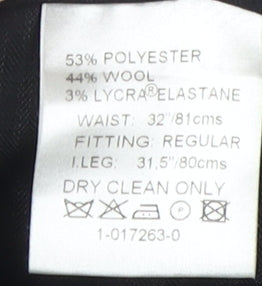 53% POLYESTER
44% WOOL
3% LYCRA® ELASTANE
WAIST: 32"/81cms
FITTING: REGULAR
I.LEG: 31,5"/80cms
DRY CLEAN ONLY
P
1-017263-0